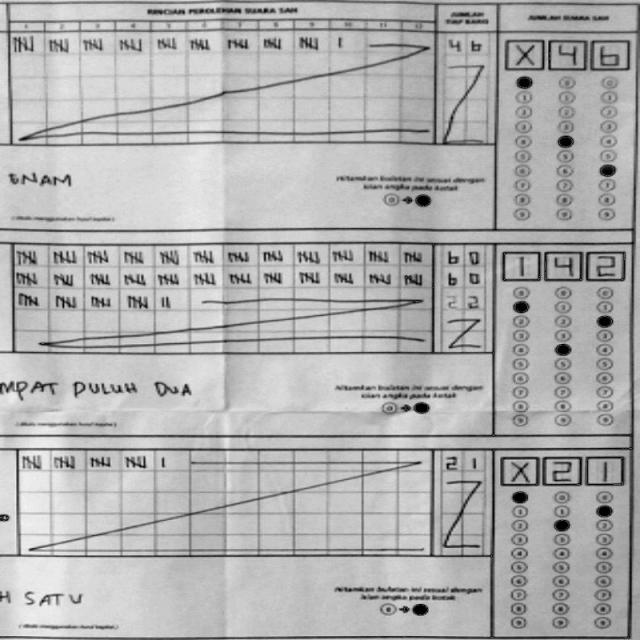 RINCIAN PEROLEHAN SUARA SAH
JUMLAH TIAP BARIS
JUMLAH SUARA SAH
1 2 3 4 5 6 7 8 9 10 11 12
4 6
X 4 6
ENAM
Hitamkan bulatan ini sesuai dengan
isian angka pada kotak
(ditulis menggunakan huruf kapital)
6 0
6 0
2 2
1 4 2
MPAT PULUH DUA
Hitamkan bulatan ini sesuai dengan
isian angka pada kotak
(ditulis menggunakan huruf kapital)
2 1
X 2 1
H SATU
Hitamkan bulatan ini sesuai dengan
isian angka pada kotak
(ditulis menggunakan huruf kapital)